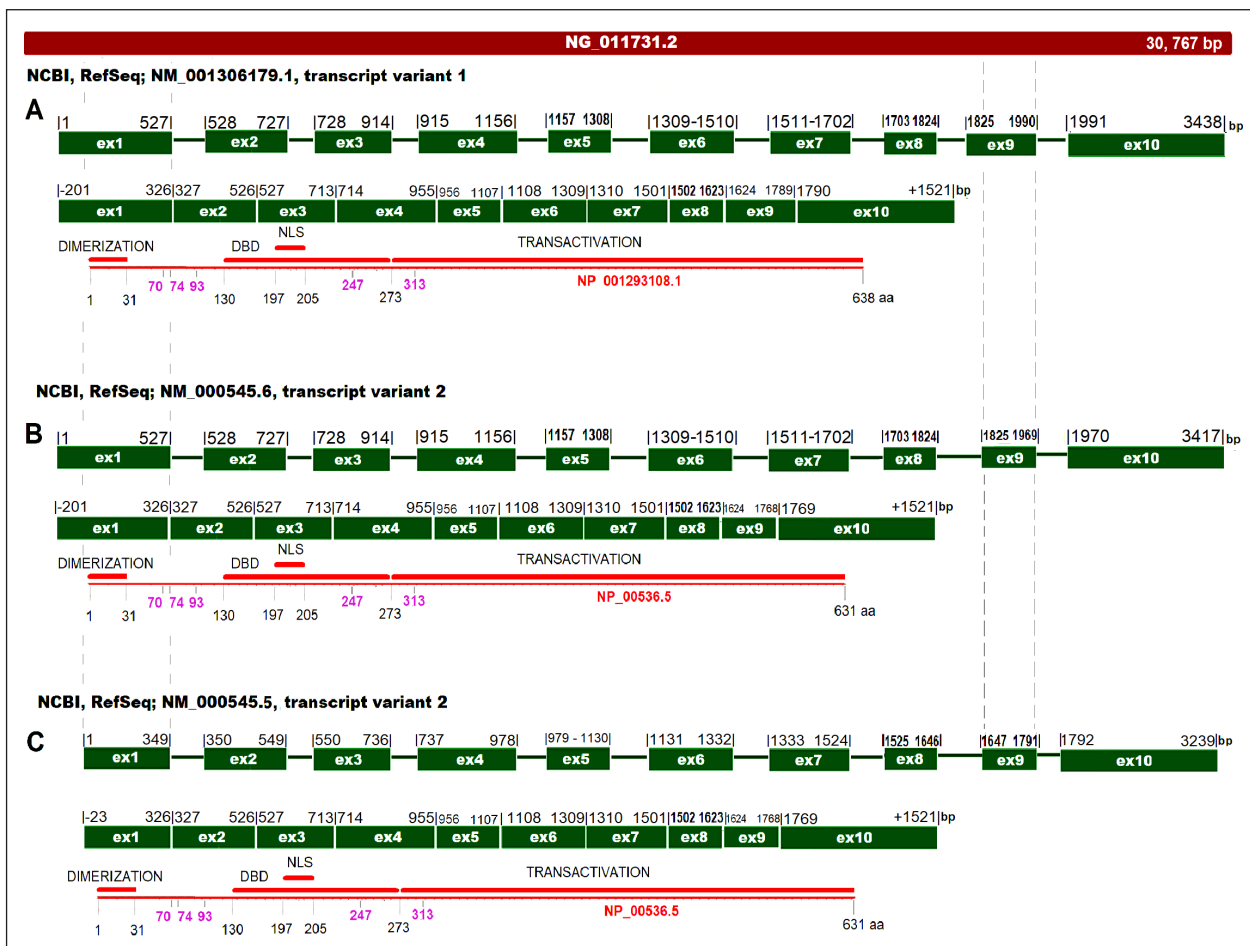 NG_011731.2 30, 767 bp
NCBI, RefSeq; NM_001306179.1, transcript variant 1
A
|1 527| |528 727| |728 914| |915 1156| |1157 1308| |1309-1510| |1511-1702| |1703 1824| |1825 1990| |1991 3438| bp
ex1 ex2 ex3 ex4 ex5 ex6 ex7 ex8 ex9 ex10
|-201 326|327 526|527 713|714 955|956 1107| 1108 1309|1310 1501|1502 1623|1624 1789|1790 +1521|bp
ex1 ex2 ex3 ex4 ex5 ex6 ex7 ex8 ex9 ex10
NLS
DIMERIZATION DBD TRANSACTIVATION
70 74 93 247 313 NP_001293108.1
1 31 130 197 205 273 638 aa
NCBI, RefSeq; NM_000545.6, transcript variant 2
B
|1 527| |528 727| |728 914| |915 1156| |1157 1308| |1309-1510| |1511-1702| |1703 1824| |1825 1969| |1970 3417| bp
ex1 ex2 ex3 ex4 ex5 ex6 ex7 ex8 ex9 ex10
|-201 326|327 526|527 713|714 955|956 1107| 1108 1309|1310 1501|1502 1623|1624 1768|1769 +1521|bp
ex1 ex2 ex3 ex4 ex5 ex6 ex7 ex8 ex9 ex10
NLS
DIMERIZATION DBD TRANSACTIVATION
70 74 93 247 313 NP_00536.5
1 31 130 197 205 273 631 aa
NCBI, RefSeq; NM_000545.5, transcript variant 2
C
|1 349| |350 549| |550 736| |737 978| |979 - 1130| |1131 1332| |1333 1524| |1525 1646| |1647 1791| |1792 3239|bp
ex1 ex2 ex3 ex4 ex5 ex6 ex7 ex8 ex9 ex10
|-23 326|327 526|527 713|714 955|956 1107| 1108 1309|1310 1501|1502 1623|1624 1768|1769 +1521|bp
ex1 ex2 ex3 ex4 ex5 ex6 ex7 ex8 ex9 ex10
NLS
DIMERIZATION DBD TRANSACTIVATION
70 74 93 247 313 NP_00536.5
1 31 130 197 205 273 631 aa